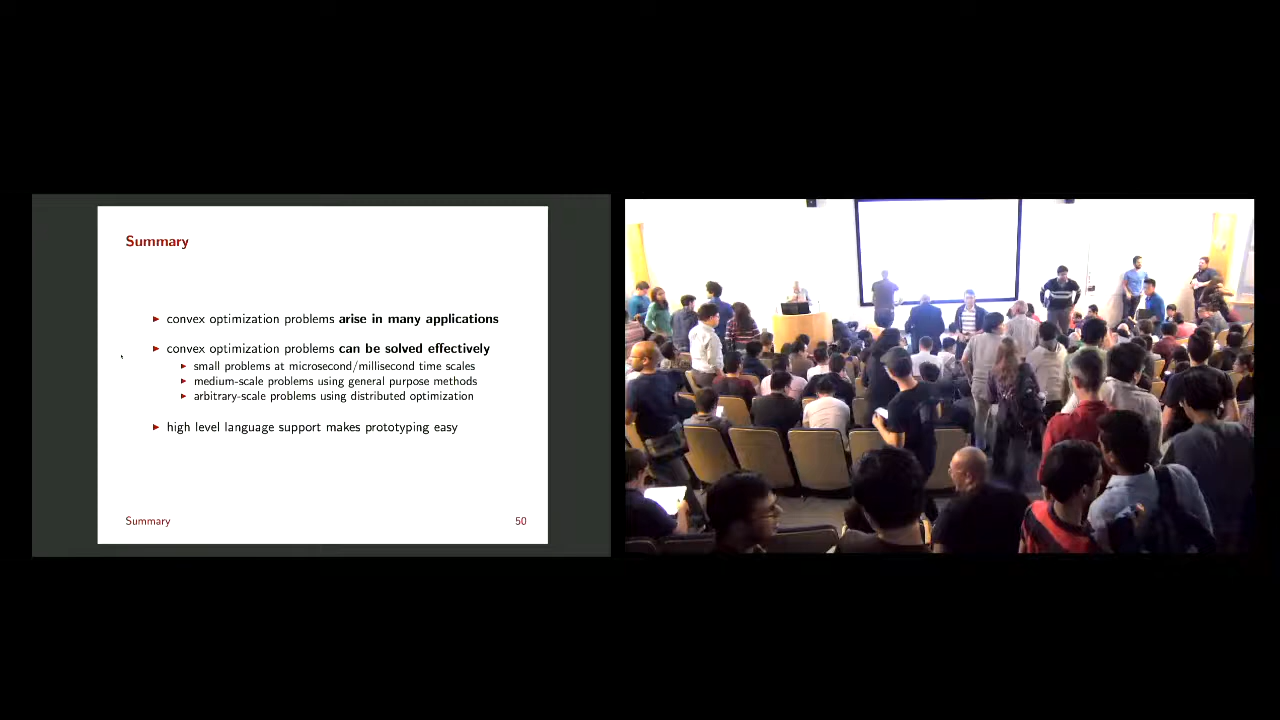 Summary
convex optimization problems arise in many applications
convex optimization problems can be solved effectively
small problems at microsecond/millisecond time scales
medium-scale problems using general purpose methods
arbitrary-scale problems using distributed optimization
high level language support makes prototyping easy
Summary 50